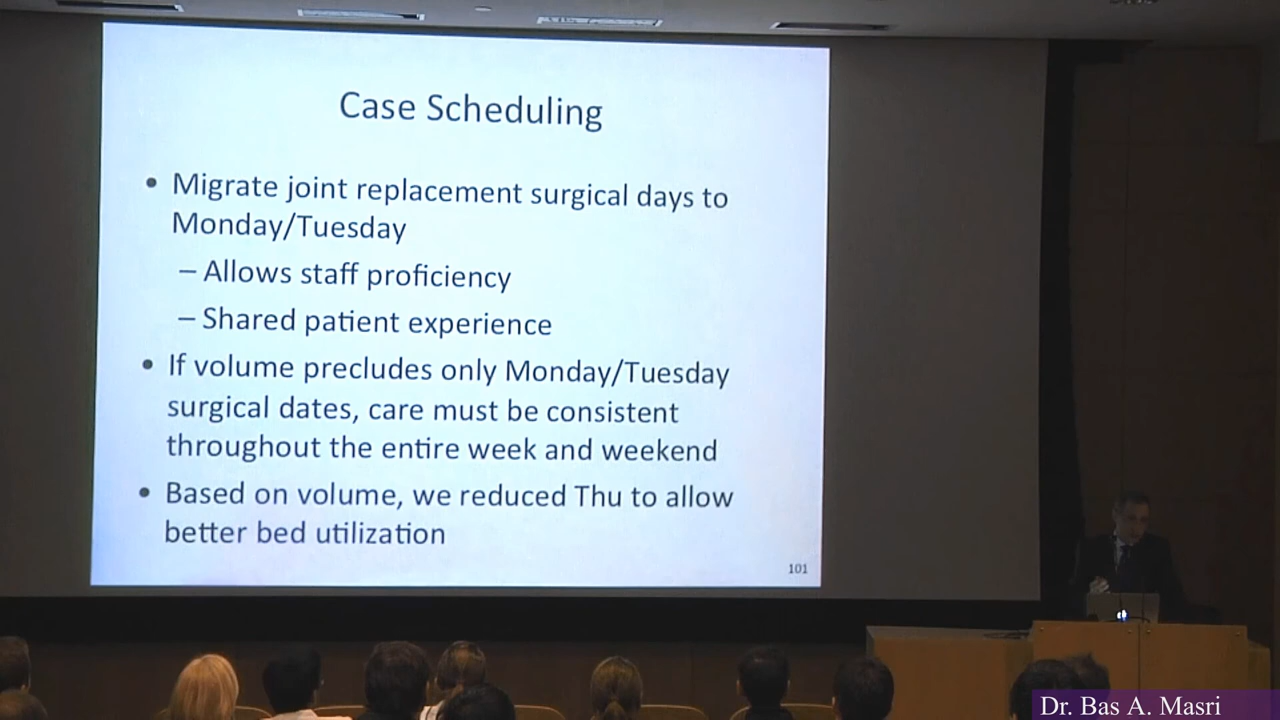 Case Scheduling
• Migrate joint replacement surgical days to
Monday/Tuesday
– Allows staff proficiency
– Shared patient experience
• If volume precludes only Monday/Tuesday
surgical dates, care must be consistent
throughout the entire week and weekend
• Based on volume, we reduced Thu to allow
better bed utilization
101
Dr. Bas A. Masri